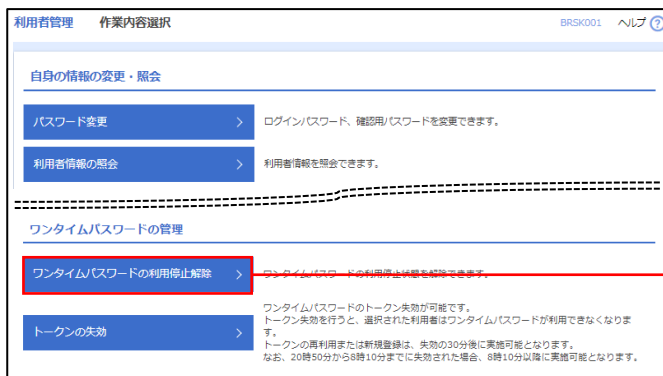 利用者管理 作業内容選択 BRSK001 ヘルプ ?
自身の情報の変更・照会
パスワード変更 ログインパスワード、確認用パスワードを変更できます。
利用者情報の照会 利用者情報を照会できます。
ワンタイムパスワードの管理
ワンタイムパスワードの利用停止解除 ワンタイムパスワードの利用停止状態を解除できます。
ワンタイムパスワードのトークン失効が可能です。
トークン失効を行うと、選択された利用者はワンタイムパスワードが利用できなくなりま
トークンの失効 す。
トークンの再利用または新規登録は、失効の30分後に実施可能となります。
なお、20時50分から8時10分までに失効された場合、8時10分以降に実施可能となります。